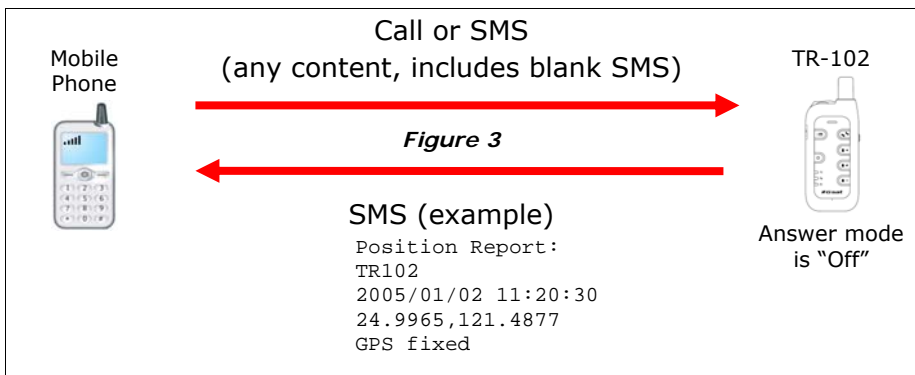 Call or SMS
(any content, includes blank SMS)
Mobile
Phone
TR-102
Figure 3
SMS (example)
Position Report:
TR102
2005/01/02 11:20:30
24.9965,121.4877
GPS fixed
Answer mode
is “Off”